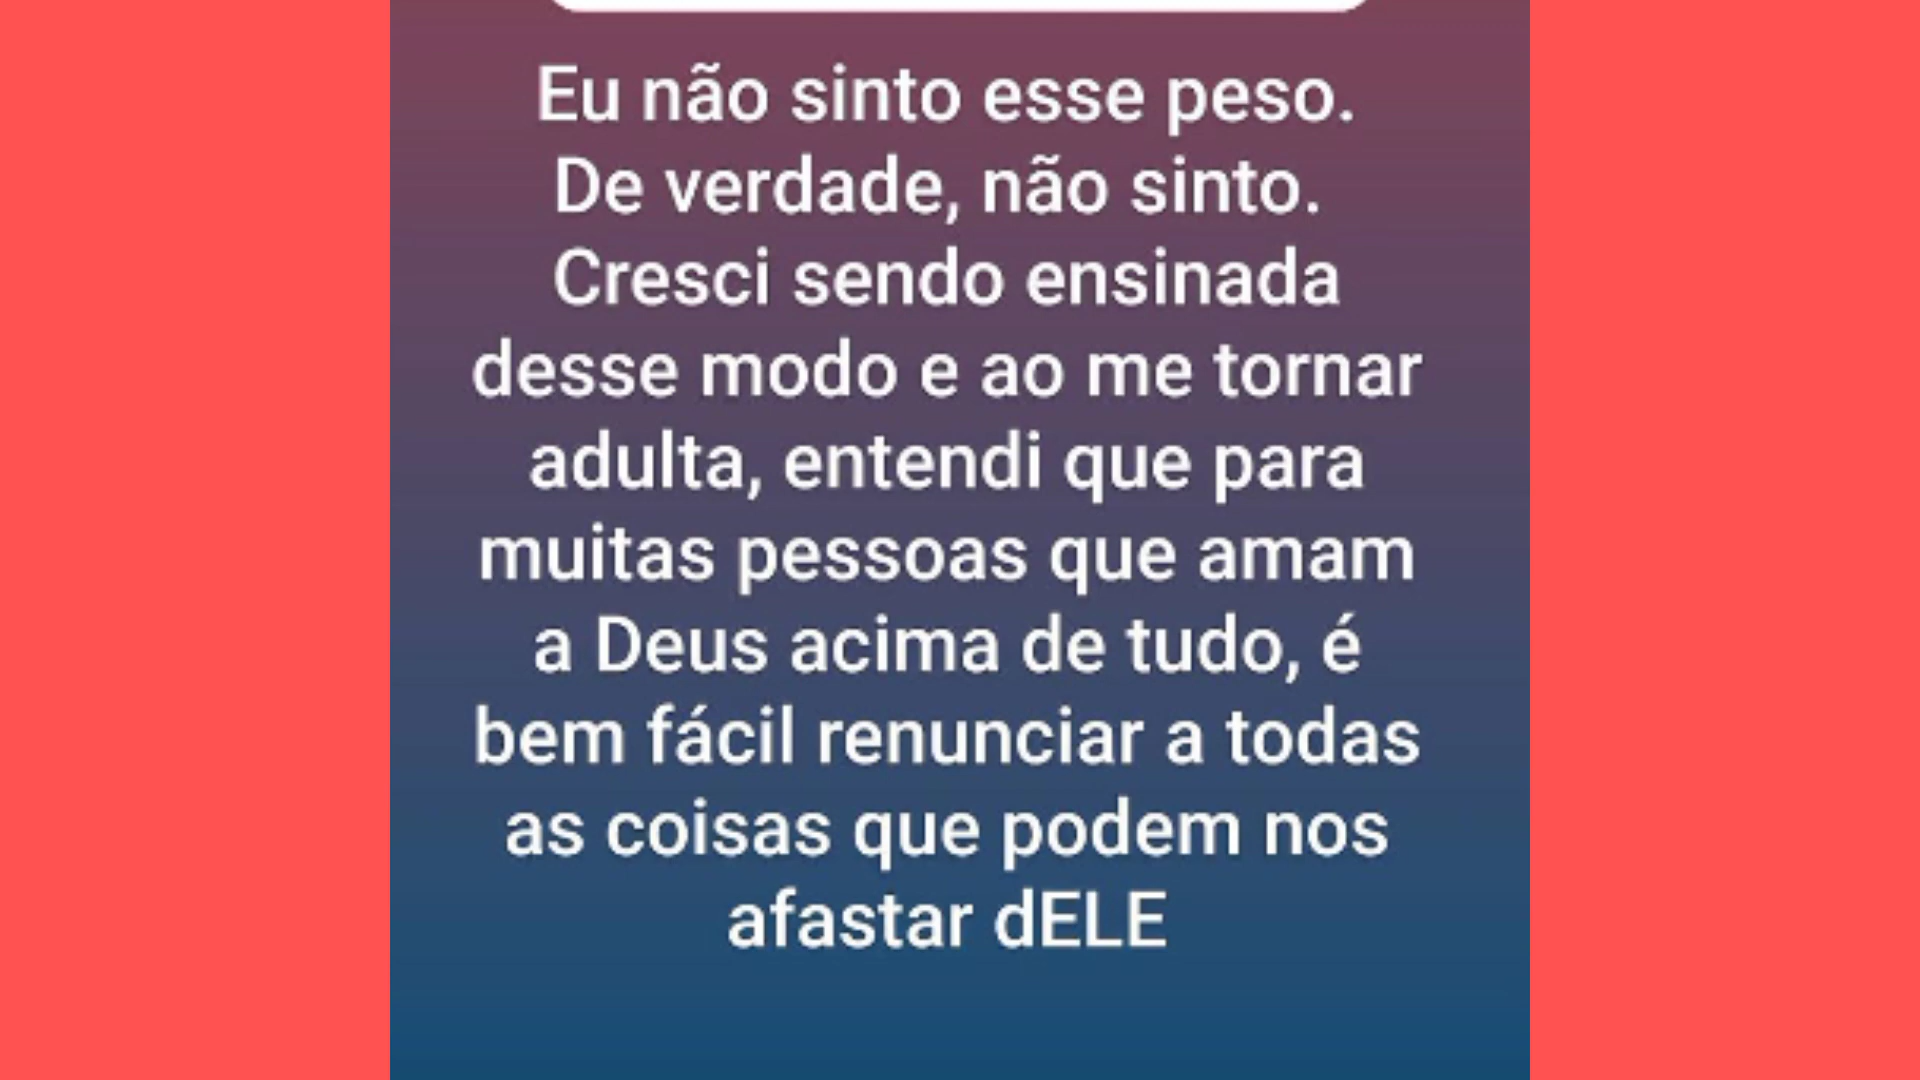 Eu não sinto esse peso.
De verdade, não sinto.
Cresci sendo ensinada
desse modo e ao me tornar
adulta, entendi que para
muitas pessoas que amam
a Deus acima de tudo, é
bem fácil renunciar a todas
as coisas que podem nos
afastar dELE